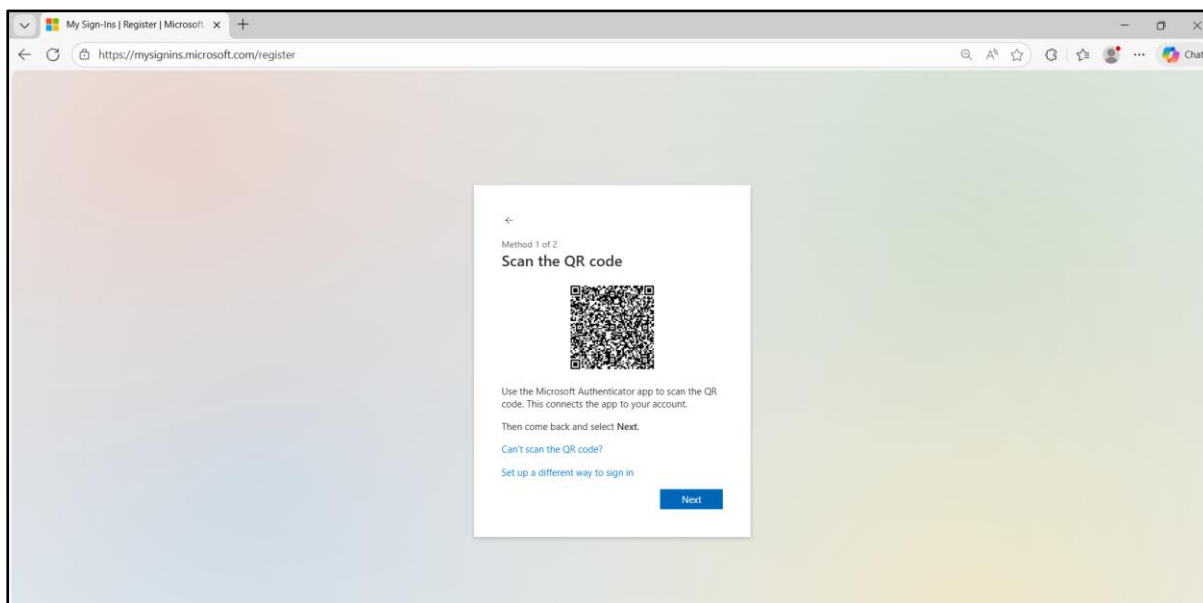 My Sign-Ins | Register | Microsoft
https://mysignins.microsoft.com/register
Chat
Method 1 of 2
Scan the QR code
Use the Microsoft Authenticator app to scan the QR
code. This connects the app to your account.
Then come back and select Next.
Can't scan the QR code?
Set up a different way to sign in
Next